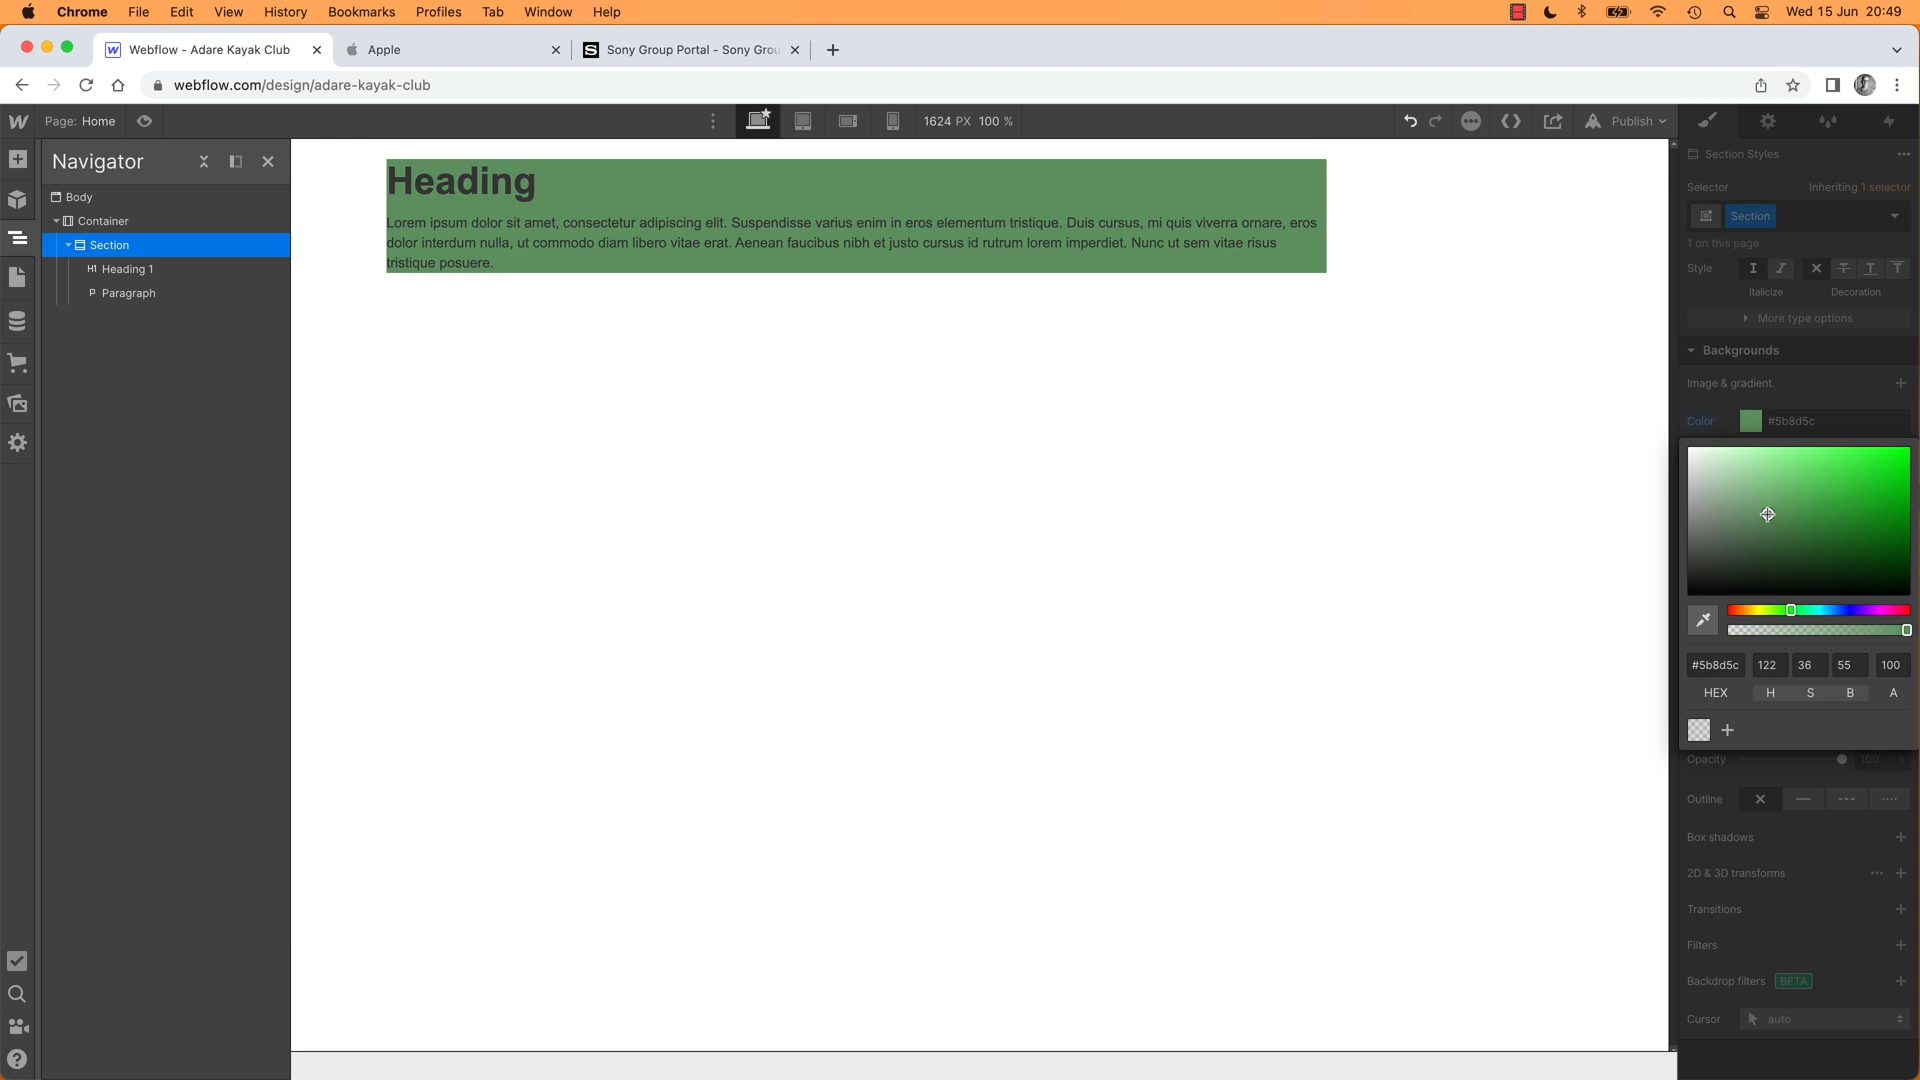 Chrome File Edit View History Bookmarks Profiles Tab Window Help Wed 15 Jun 20:49
Webflow - Adare Kayak Club Apple Sony Group Portal - Sony Grou
webflow.com/design/adare-kayak-club
Page: Home 1624 PX 100 % Publish
Navigator
Body
Container
Section
H1 Heading 1
P Paragraph
Heading
Lorem ipsum dolor sit amet, consectetur adipiscing elit. Suspendisse varius enim in eros elementum tristique. Duis cursus, mi quis viverra ornare, eros
dolor interdum nulla, ut commodo diam libero vitae erat. Aenean faucibus nibh et justo cursus id rutrum lorem imperdiet. Nunc ut sem vitae risus
tristique posuere.
Section Styles
Selector Inheriting 1 selector
Section
1 on this page
Style
Italicize Decoration
More type options
Backgrounds
Image & gradient
Color #5b8d5c
#5b8d5c 122 36 55 100
HEX H S B A
Opacity 100 %
Outline
Box shadows
2D & 3D transforms
Transitions
Filters
Backdrop filters BETA
Cursor auto